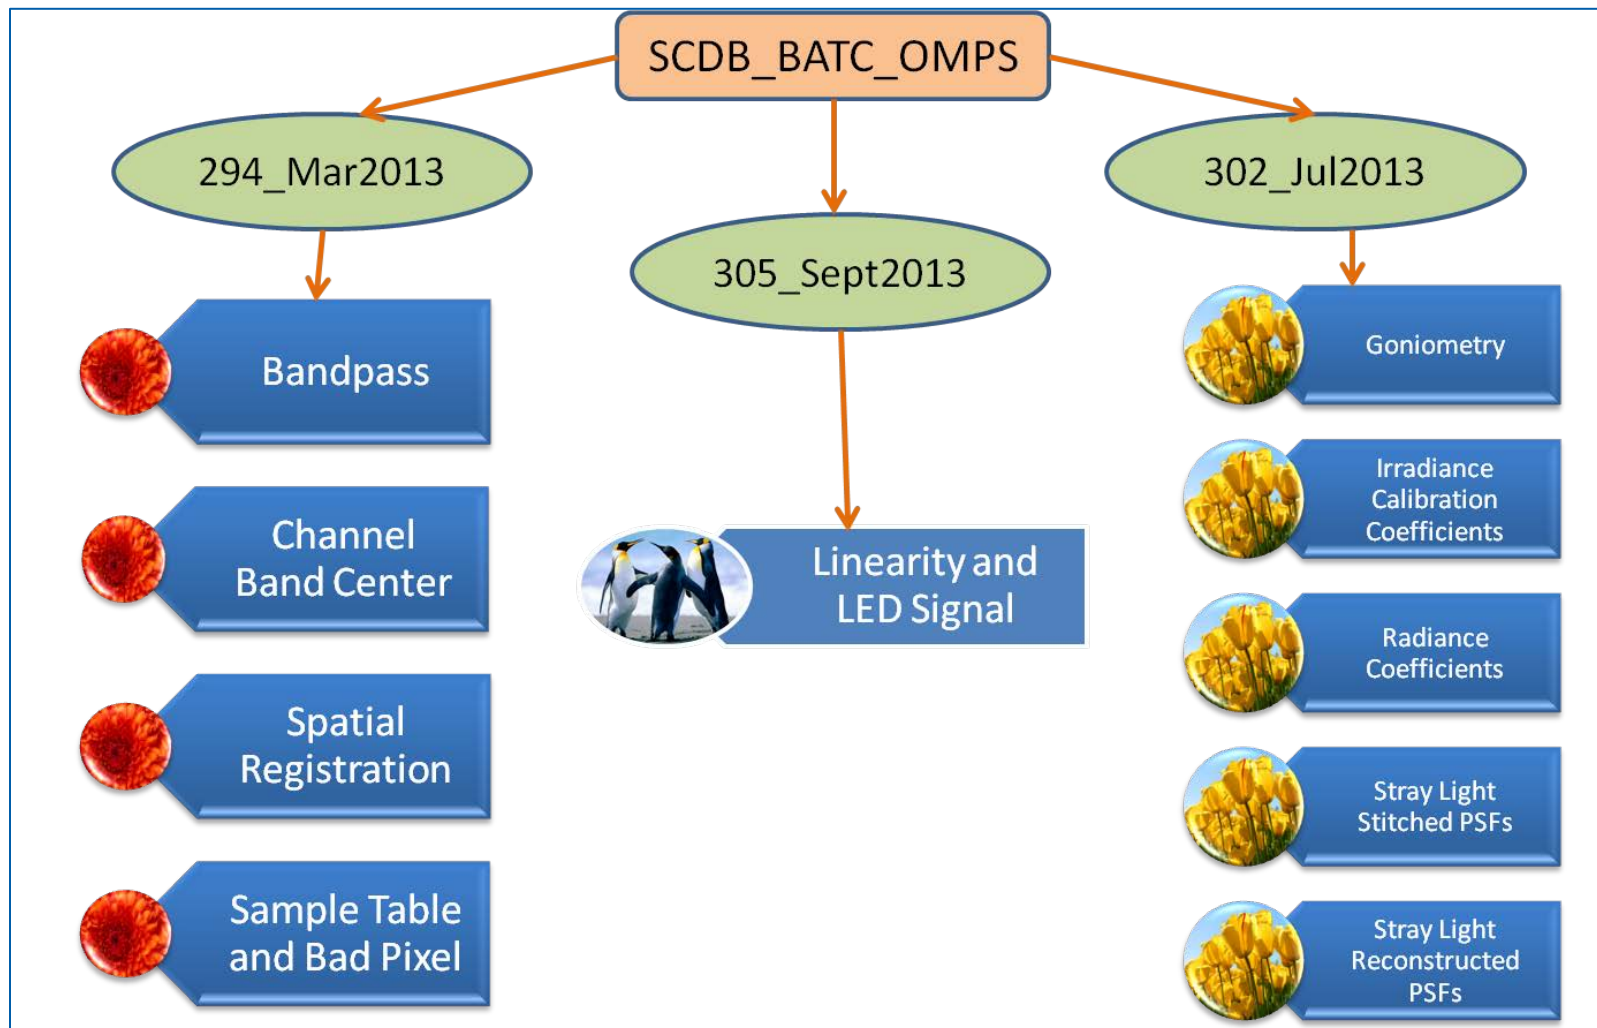 SCDB_BATC_OMPS
294_Mar2013
Bandpass
Channel
Band Center
Spatial
Registration
Sample Table
and Bad Pixel
305_Sept2013
Linearity and
LED Signal
302_Jul2013
Goniometry
Irradiance
Calibration
Coefficients
Radiance
Coefficients
Stray Light
Stitched PSFs
Stray Light
Reconstructed
PSFs